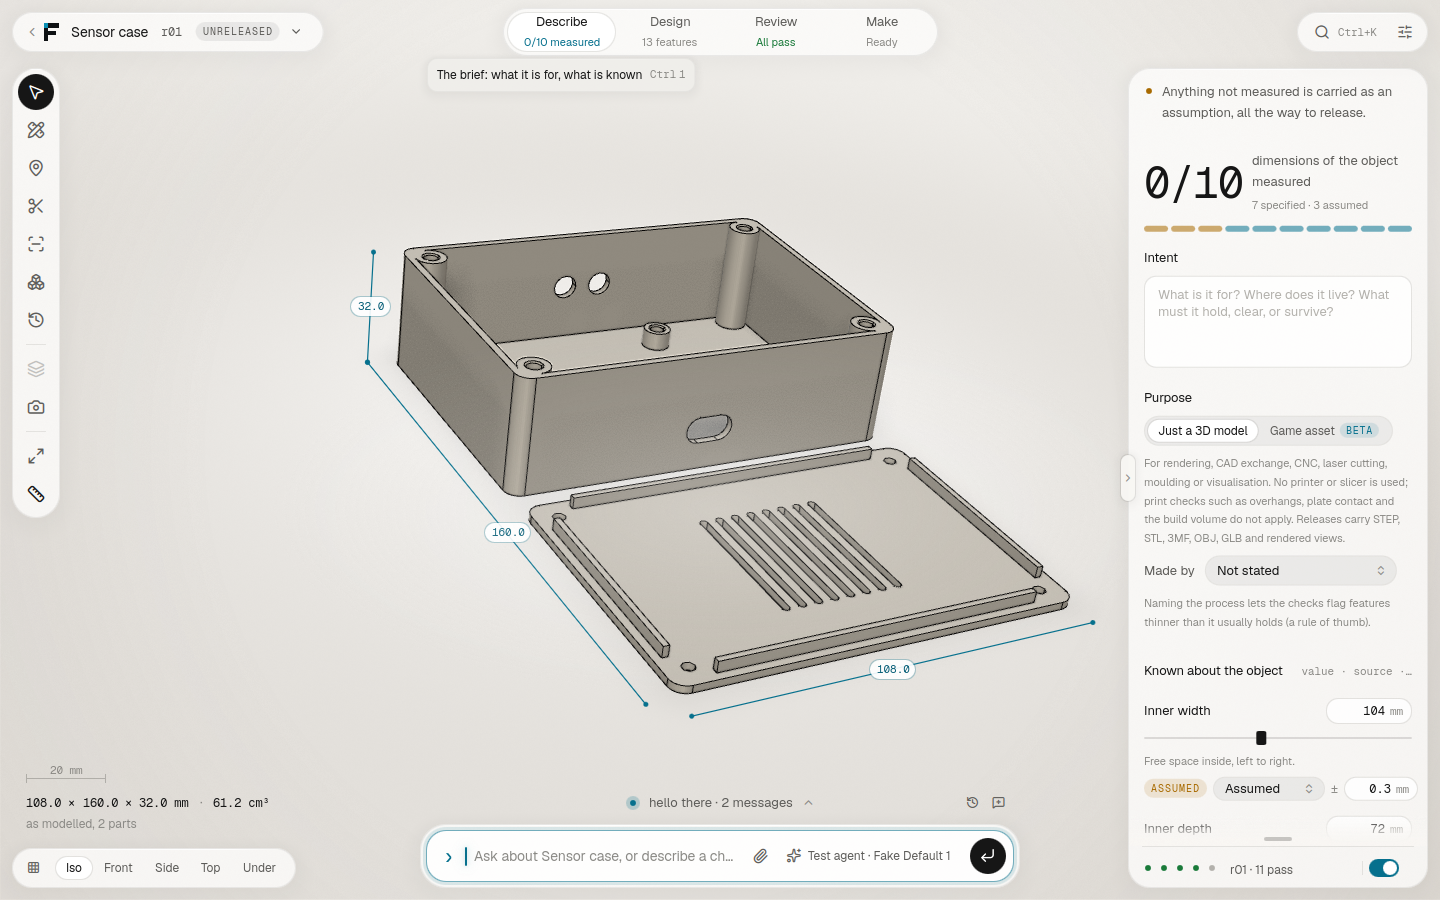 Sensor case r01 UNRELEASED
Describe
0/10 measured
Design
13 features
Review
All pass
Make
Ready
Ctrl+K
The brief: what it is for, what is known Ctrl 1
Anything not measured is carried as an
assumption, all the way to release.
0/10
dimensions of the object
measured
7 specified · 3 assumed
Intent
What is it for? Where does it live? What
must it hold, clear, or survive?
Purpose
Just a 3D model
Game asset BETA
For rendering, CAD exchange, CNC, laser cutting,
moulding or visualisation. No printer or slicer is used;
print checks such as overhangs, plate contact and
the build volume do not apply. Releases carry STEP,
STL, 3MF, OBJ, GLB and rendered views.
Made by Not stated
Naming the process lets the checks flag features
thinner than it usually holds (a rule of thumb).
Known about the object value · source ·…
Inner width 104 mm
Free space inside, left to right.
ASSUMED Assumed ± 0.3 mm
Inner depth 72 mm
r01 · 11 pass
32.0
160.0
108.0
20 mm
108.0 × 160.0 × 32.0 mm · 61.2 cm³
as modelled, 2 parts
Iso Front Side Top Under
hello there · 2 messages
Ask about Sensor case, or describe a ch…
Test agent · Fake Default 1